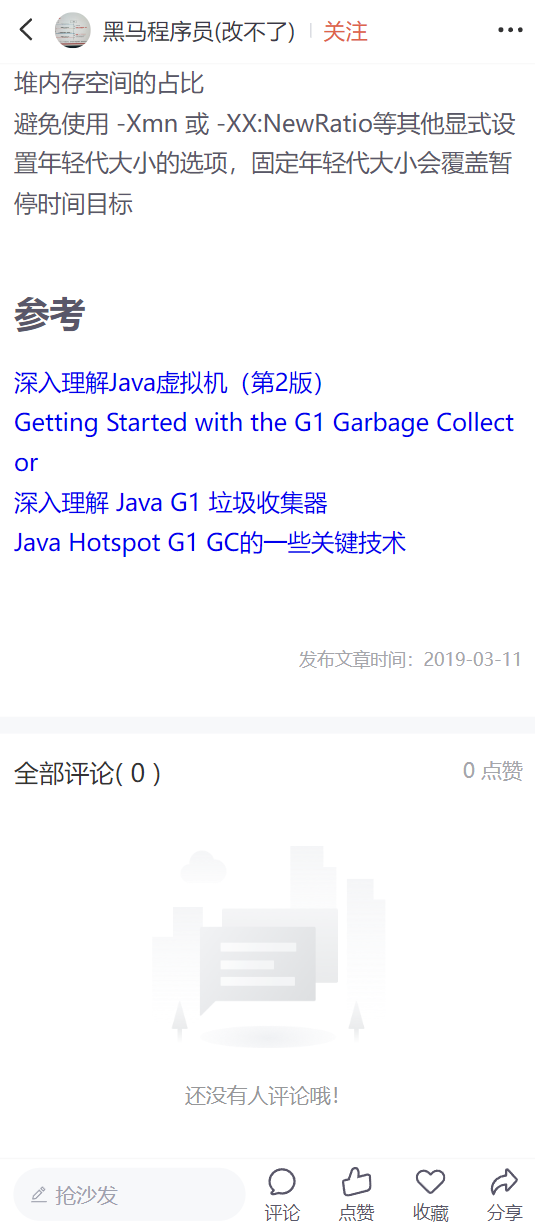 黑马程序员(改不了)
关注
堆内存空间的占比
避免使用 -Xmn 或 -XX:NewRatio等其他显式设
置年轻代大小的选项，固定年轻代大小会覆盖暂
停时间目标
参考
深入理解Java虚拟机（第2版）
Getting Started with the G1 Garbage Collect
or
深入理解 Java G1 垃圾收集器
Java Hotspot G1 GC的一些关键技术
发布文章时间：2019-03-11
全部评论( 0 )
0 点赞
还没有人评论哦！
抢沙发
评论
点赞
收藏
分享